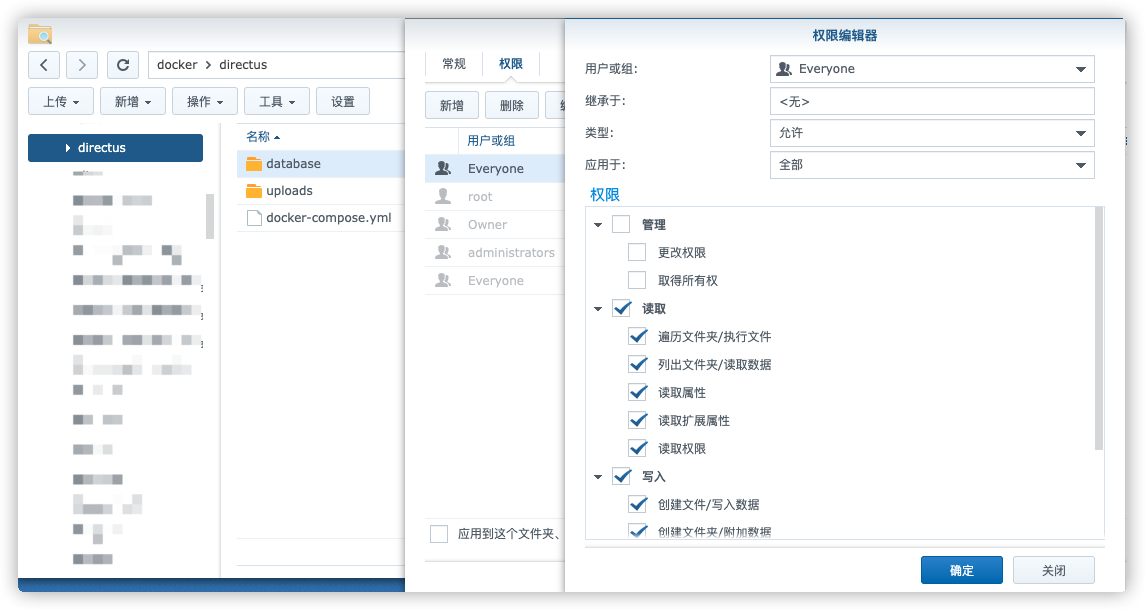 docker > directus
上传
新增
操作
工具
设置
directus
名称
database
uploads
docker-compose.yml
常规
权限
新增
删除
用户或组
Everyone
root
Owner
administrators
Everyone
应用到这个文件夹、
权限编辑器
用户或组:
Everyone
继承于:
<无>
类型:
允许
应用于:
全部
权限
管理
更改权限
取得所有权
读取
遍历文件夹/执行文件
列出文件夹/读取数据
读取属性
读取扩展属性
读取权限
写入
创建文件/写入数据
创建文件夹/附加数据
确定
关闭